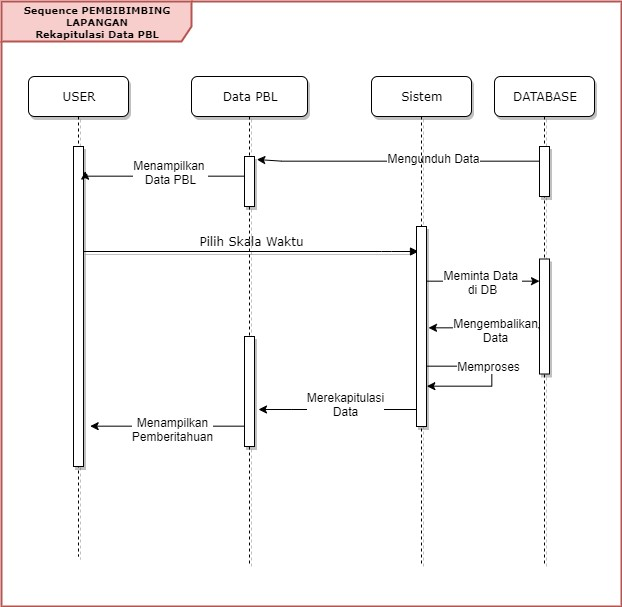 Sequence PEMBIBIMBING
LAPANGAN
Rekapitulasi Data PBL
USER
Data PBL
Sistem
DATABASE
Mengunduh Data
Menampilkan
Data PBL
Pilih Skala Waktu
Meminta Data
di DB
Mengembalikan
Data
Memproses
Merekapitulasi
Data
Menampilkan
Pemberitahuan